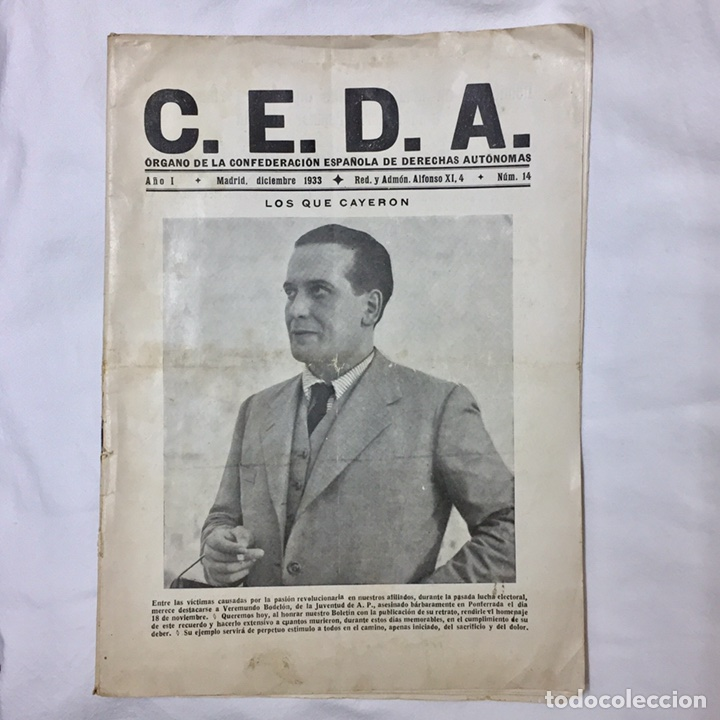 C. E. D. A.
ÓRGANO DE LA CONFEDERACIÓN ESPAÑOLA DE DERECHAS AUTÓNOMAS
Año I + Madrid, diciembre 1933 ✦ Red. y Admón. Alfonso XI, 4 + Núm. 14
LOS QUE CAYERON
Entre las víctimas causadas por la pasión revolucionaria en nuestros afiliados, durante la pasada lucha electoral,
merece destacarse a Veremundo Bodelón, de la Juventud de A. P., asesinado bárbaramente en Ponferrada el día
18 de noviembre. Queremos hoy, al honrar nuestro Boletín con la publicación de su retrato, rendirle el homenaje
de este recuerdo y hacerlo extensivo a cuantos murieron, durante estos días memorables, en el cumplimiento de su
deber. Su ejemplo servirá de perpetuo estímulo a todos en el camino, apenas iniciado, del sacrificio y del dolor.
todocoleccion
todocoleccion.net